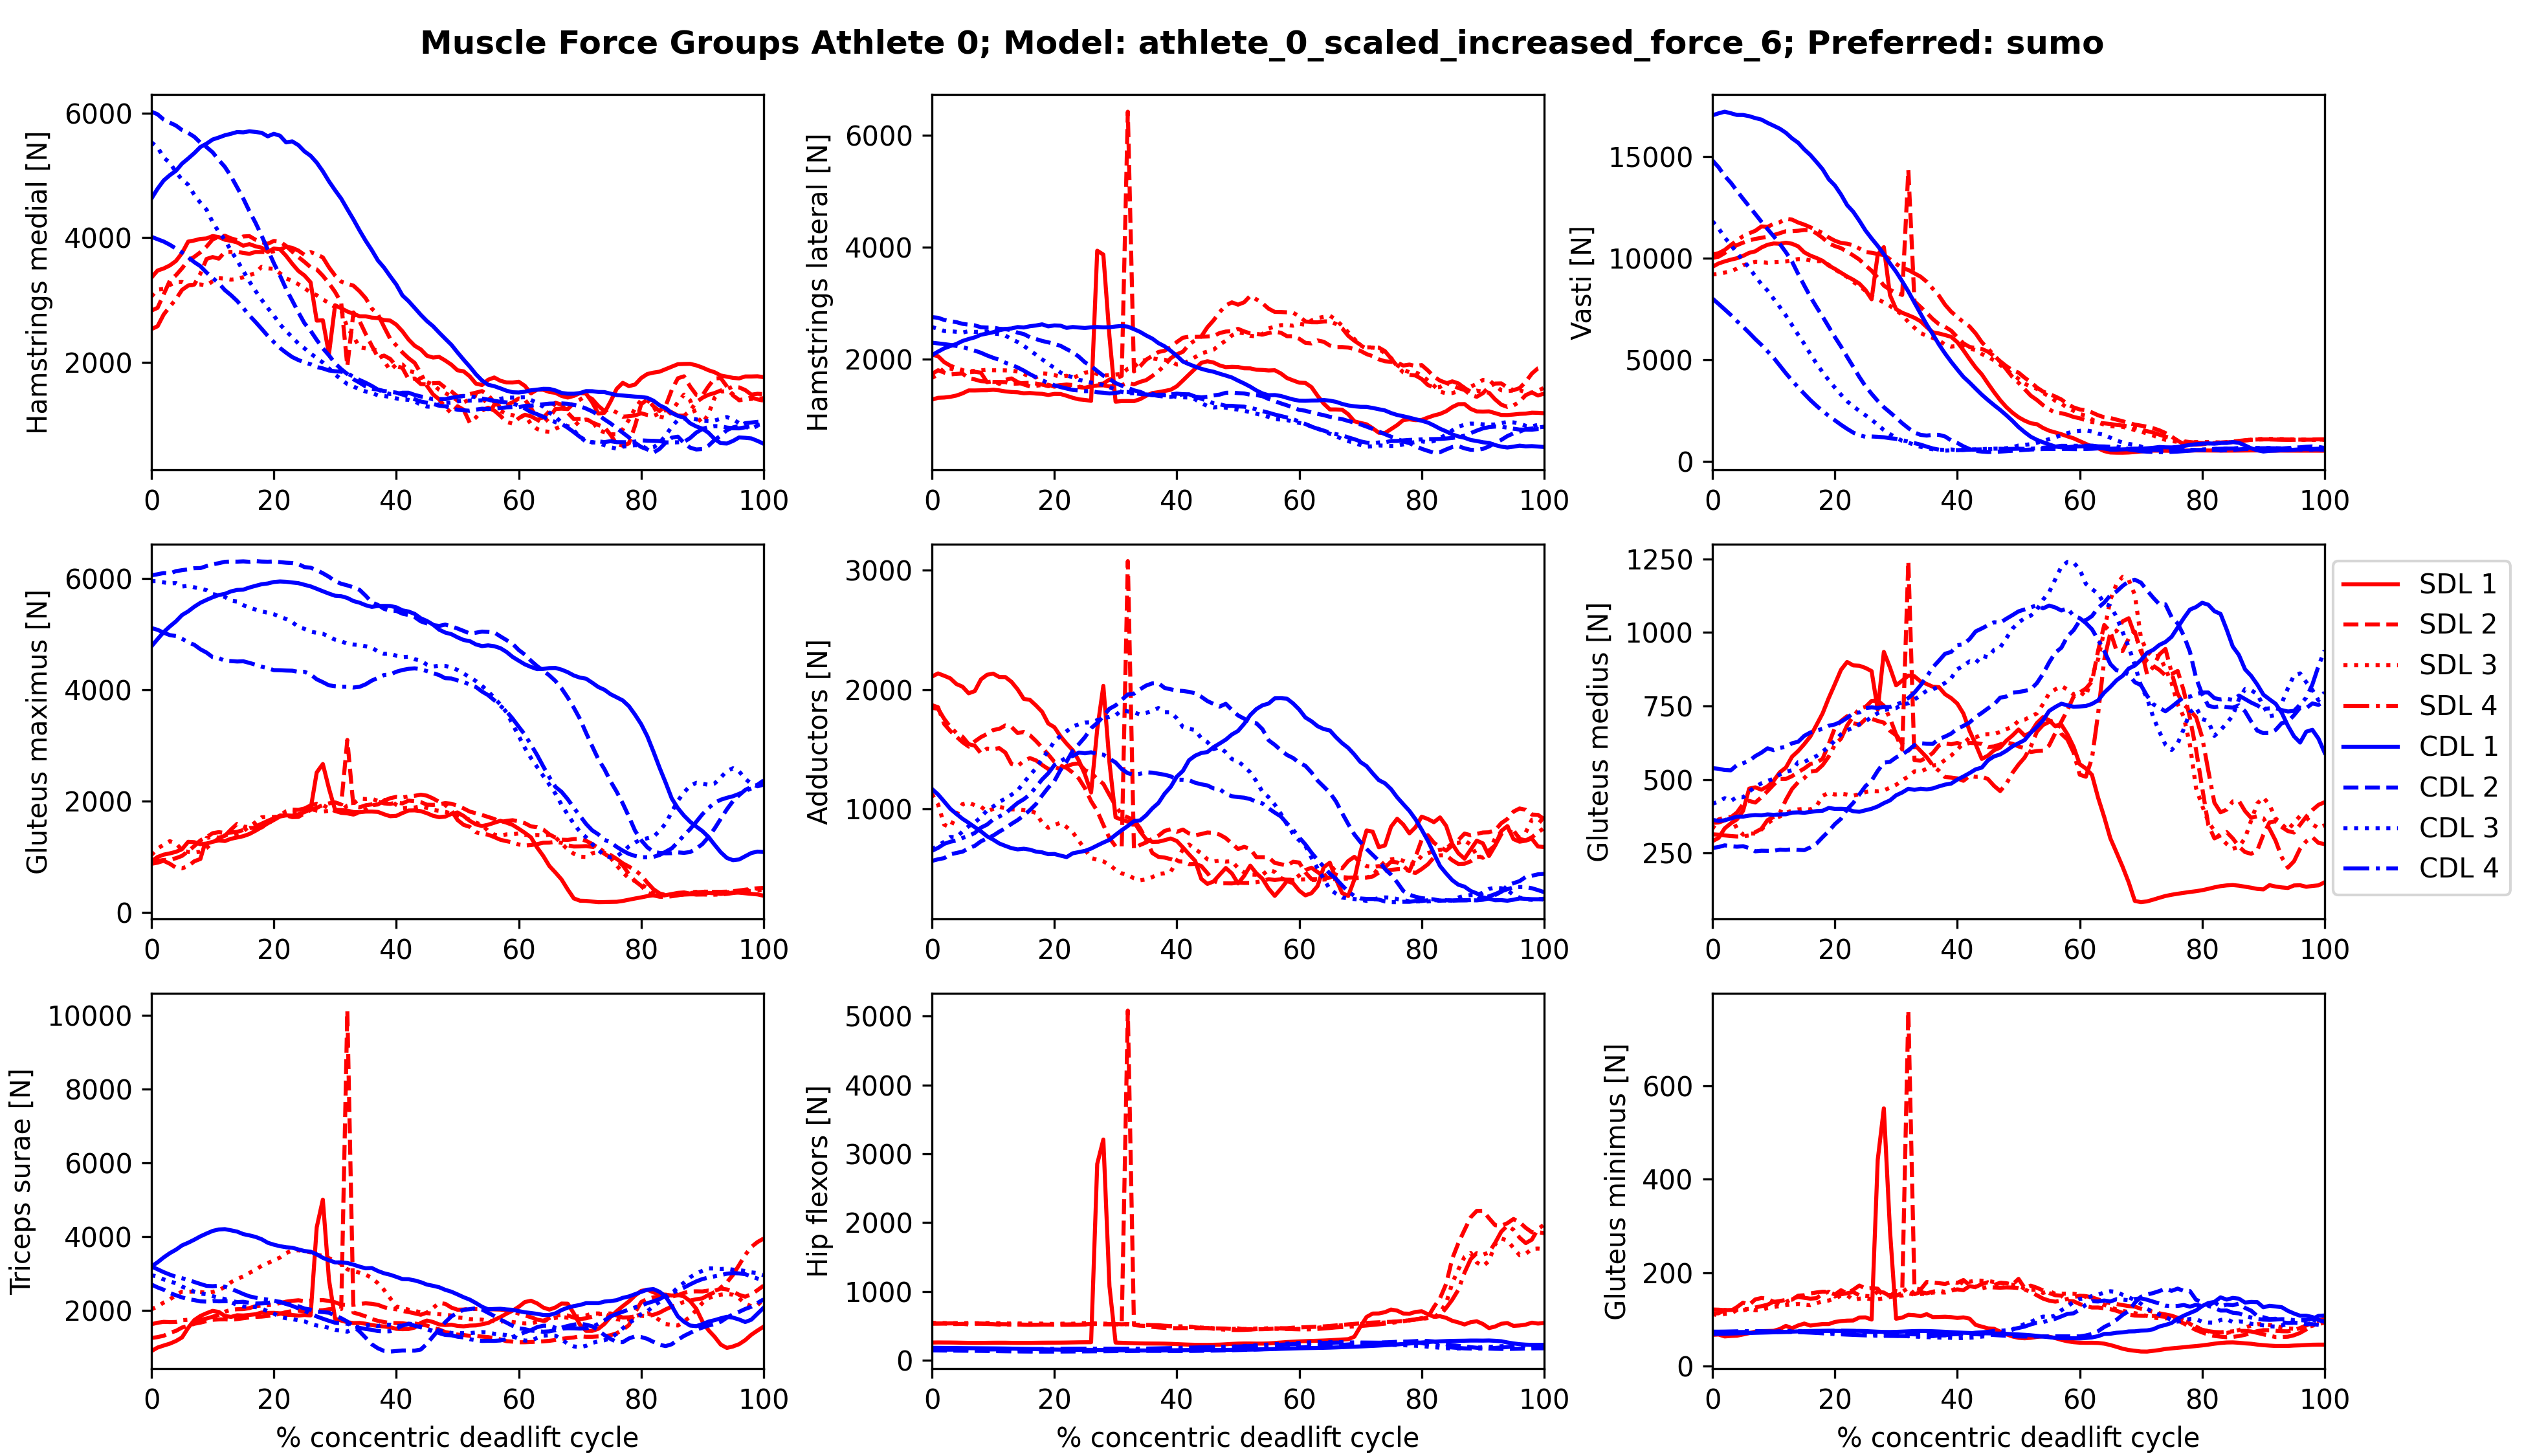 Muscle Force Groups Athlete 0; Model: athlete_0_scaled_increased_force_6; Preferred: sumo
Hamstrings medial [N]
6000
4000
2000
0 20 40 60 80 100
Hamstrings lateral [N]
6000
4000
2000
0 20 40 60 80 100
Vasti [N]
15000
10000
5000
0
0 20 40 60 80 100
Gluteus maximus [N]
6000
4000
2000
0
0 20 40 60 80 100
Adductors [N]
3000
2000
1000
0 20 40 60 80 100
Gluteus medius [N]
1250
1000
750
500
250
0 20 40 60 80 100
SDL 1
SDL 2
SDL 3
SDL 4
CDL 1
CDL 2
CDL 3
CDL 4
Triceps surae [N]
10000
8000
6000
4000
2000
0 20 40 60 80 100
% concentric deadlift cycle
Hip flexors [N]
5000
4000
3000
2000
1000
0
0 20 40 60 80 100
% concentric deadlift cycle
Gluteus minimus [N]
600
400
200
0
0 20 40 60 80 100
% concentric deadlift cycle